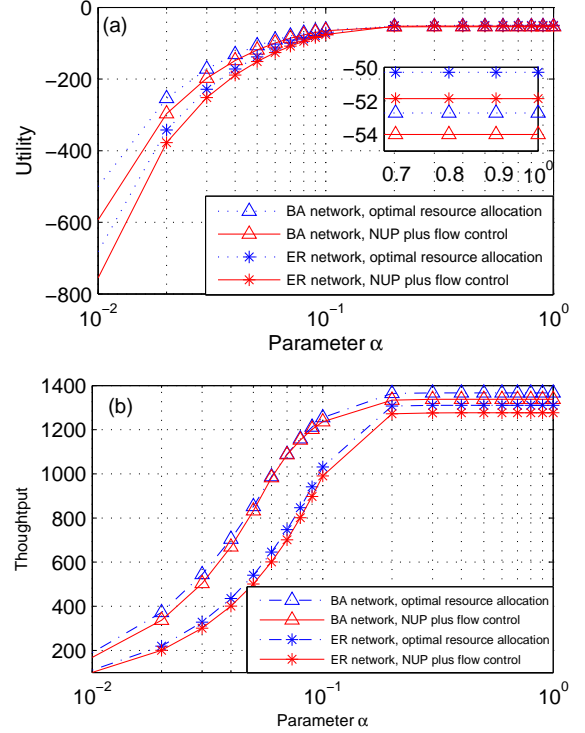 (a)
0
−200
−400
−600
−800
Utility
−50
−52
−54
0.7 0.8 0.9 10⁰
BA network, optimal resource allocation
BA network, NUP plus flow control
ER network, optimal resource allocation
ER network, NUP plus flow control
10⁻² 10⁻¹ 10⁰
Parameter α
(b)
1400
1200
1000
800
600
400
200
Thoughtput
BA network, optimal resource allocation
BA network, NUP plus flow control
ER network, optimal resource allocation
ER network, NUP plus flow control
10⁻² 10⁻¹ 10⁰
Parameter α